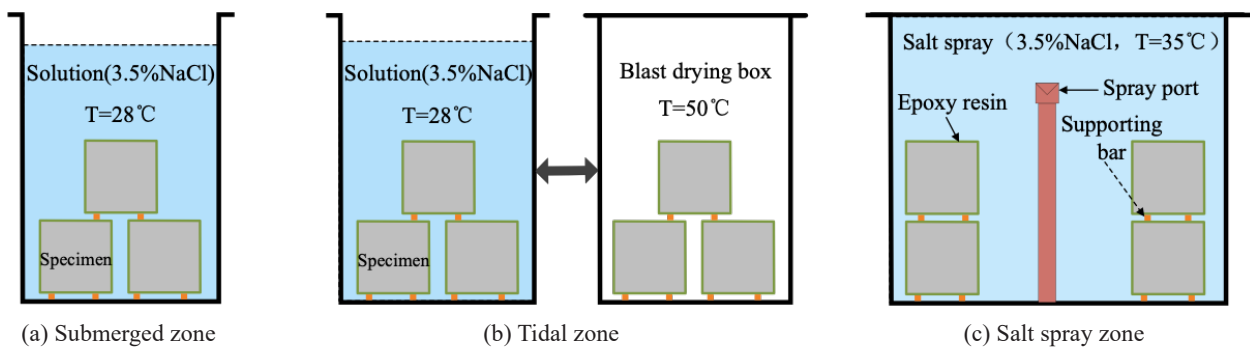 Solution(3.5%NaCl)
T=28℃
Specimen
(a) Submerged zone
Solution(3.5%NaCl)
T=28℃
Specimen
Blast drying box
T=50℃
(b) Tidal zone
Salt spray（3.5%NaCl，T=35℃）
Epoxy resin
Spray port
Supporting
bar
(c) Salt spray zone